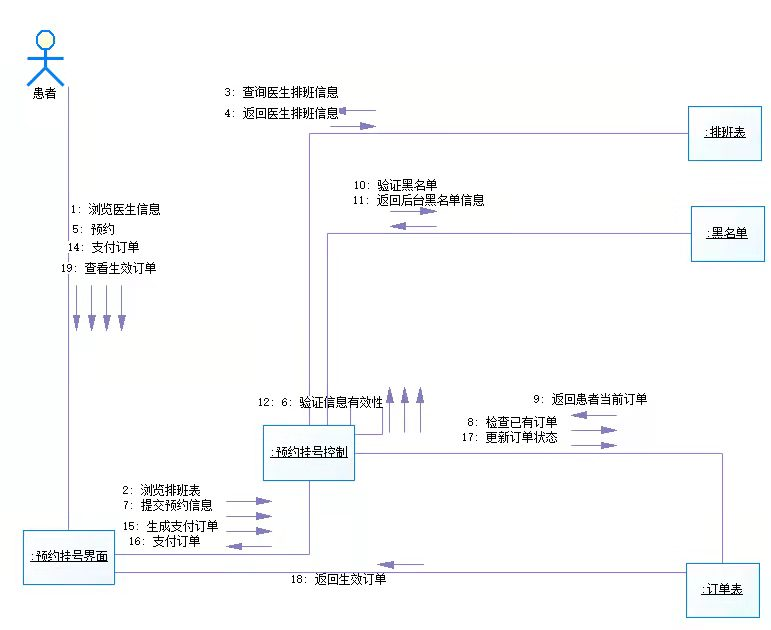 患者
3: 查询医生排班信息
4: 返回医生排班信息
:排班表
10: 验证黑名单
11: 返回后台黑名单信息
:黑名单
1: 浏览医生信息
5: 预约
14: 支付订单
19: 查看生效订单
12: 6: 验证信息有效性
9: 返回患者当前订单
8: 检查已有订单
17: 更新订单状态
:预约挂号控制
2: 浏览排班表
7: 提交预约信息
15: 生成支付订单
16: 支付订单
:预约挂号界面
18: 返回生效订单
:订单表